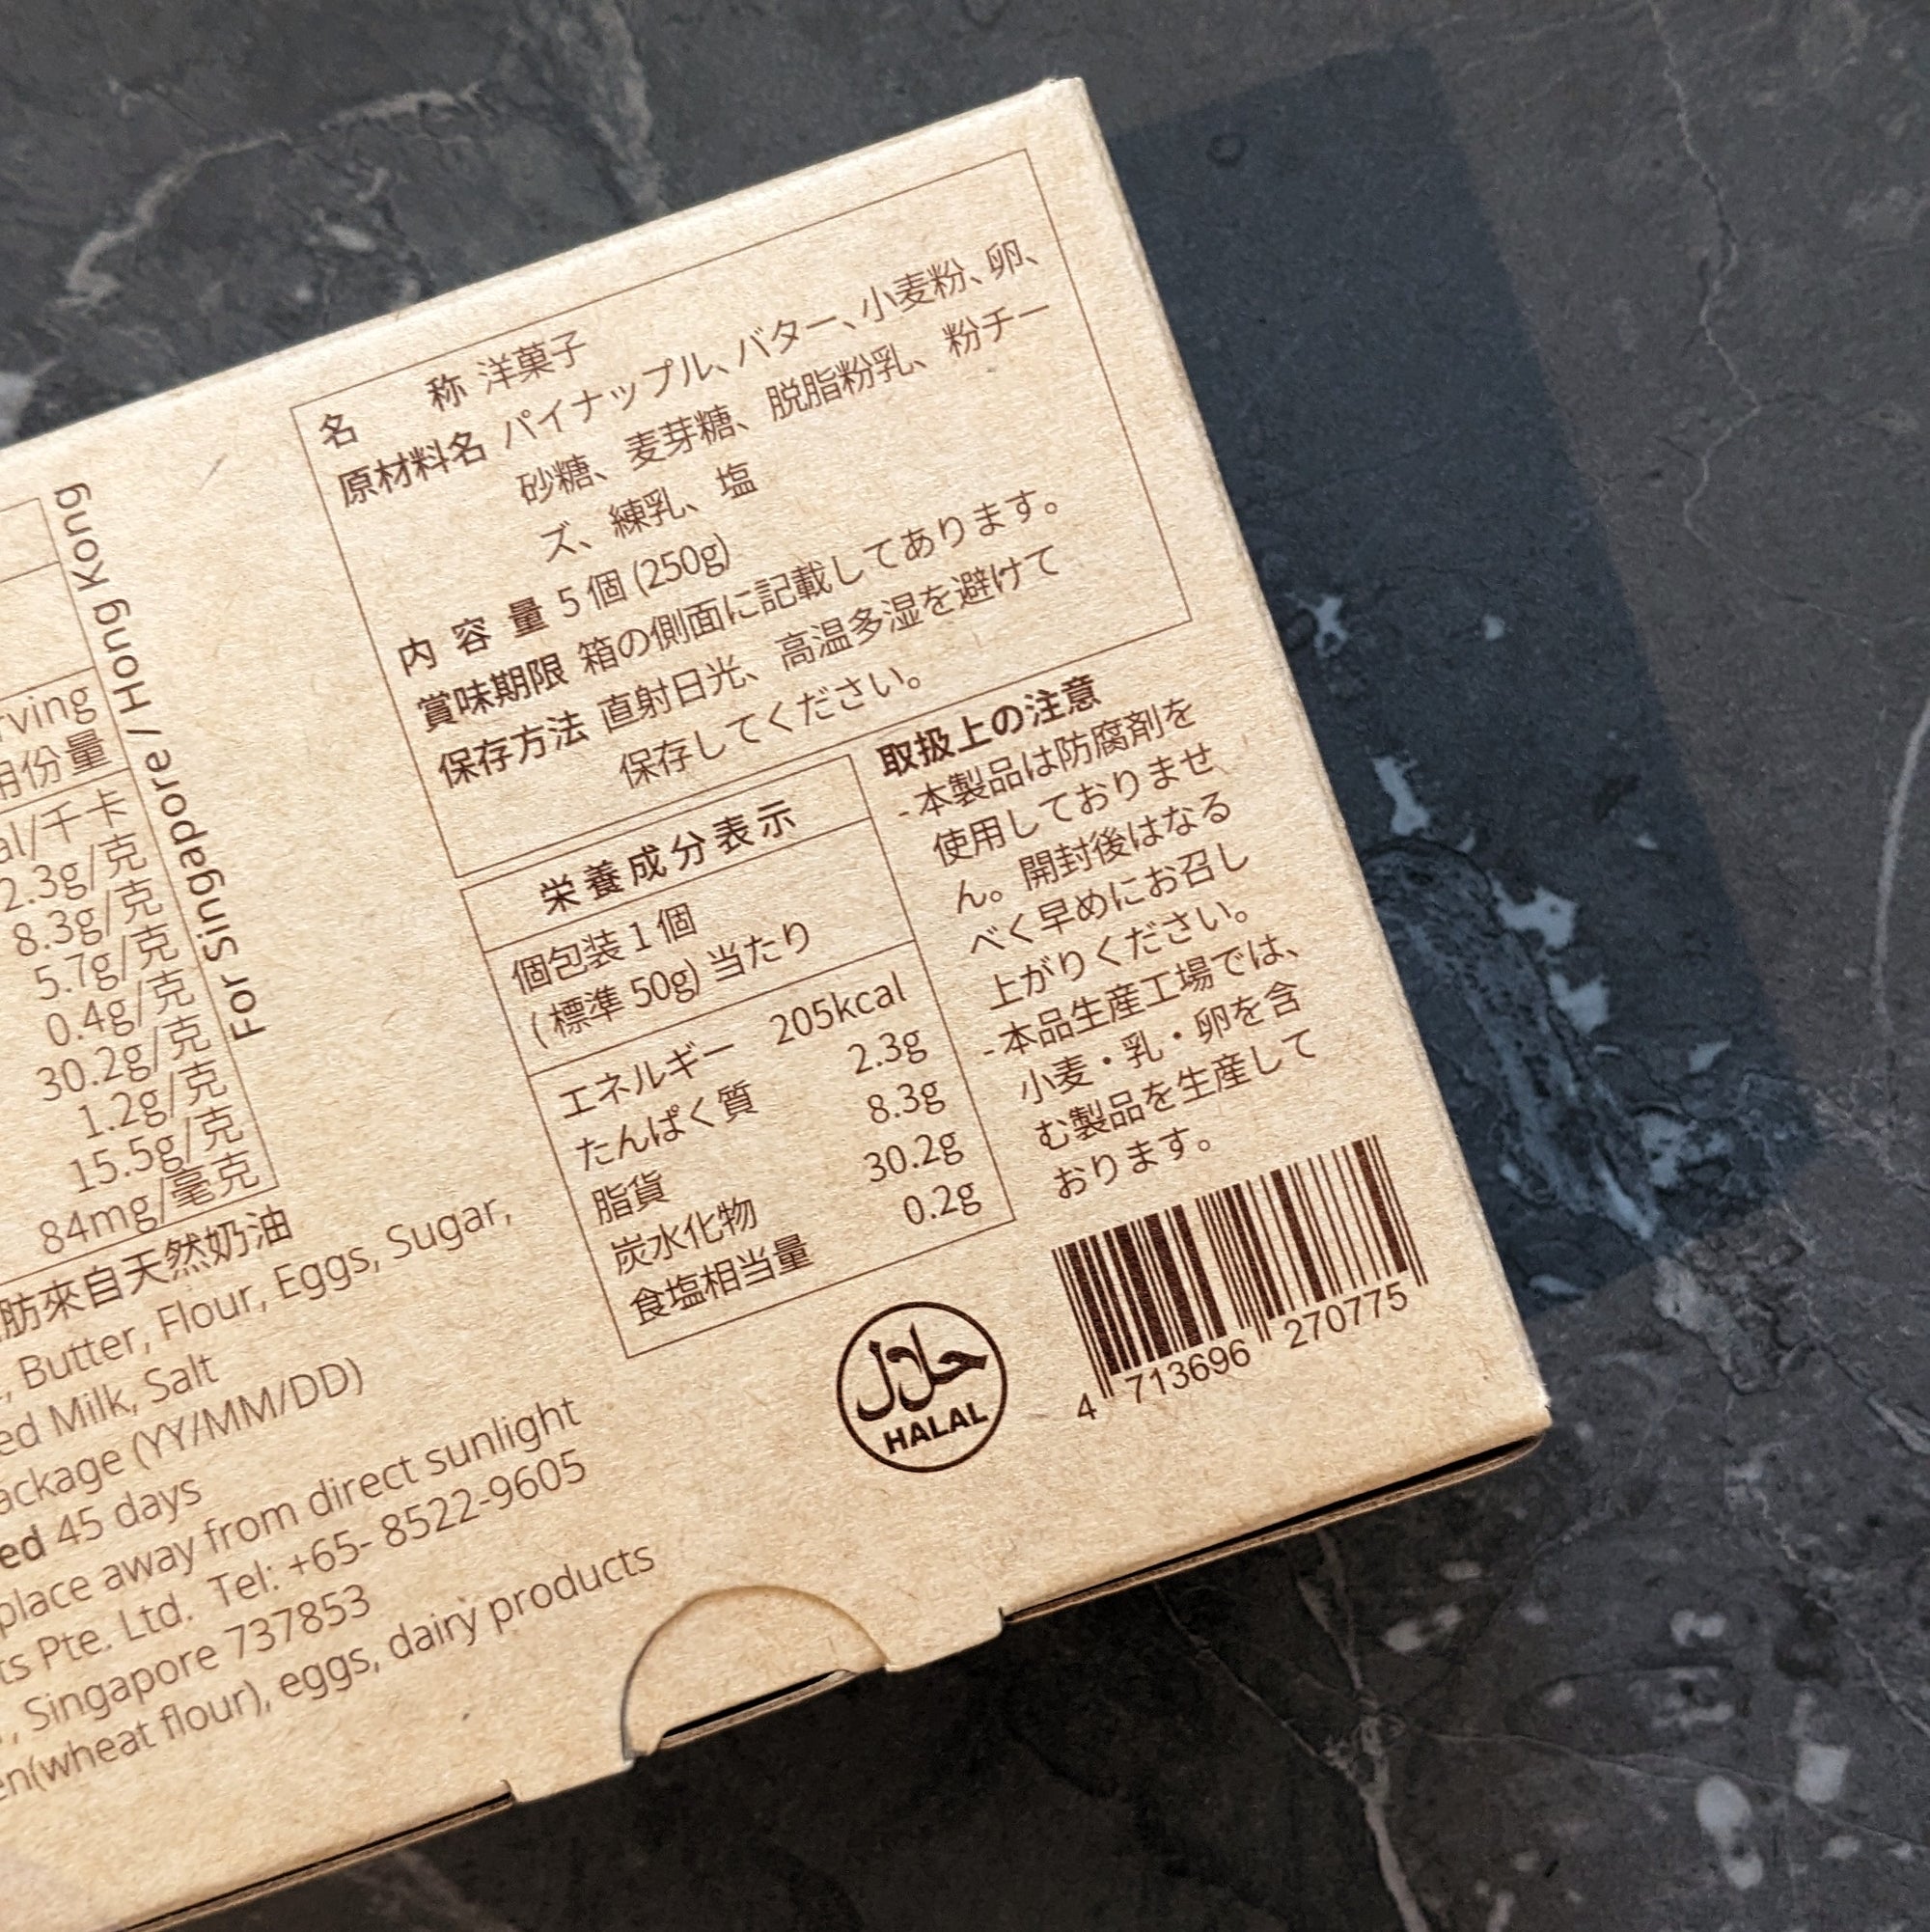 名 称 洋菓子
原材料名 パイナップル、バター、小麦粉、卵、
砂糖、麦芽糖、脱脂粉乳、粉チー
ズ、練乳、塩
内容量 5個 (250g)
賞味期限 箱の側面に記載してあります。
保存方法 直射日光、高温多湿を避けて
保存してください。
栄養成分表示
個包装 1 個
(標準 50g) 当たり
エネルギー 205kcal
たんぱく質 2.3g
脂貨 8.3g
炭水化物 30.2g
食塩相当量 0.2g
取扱上の注意
- 本製品は防腐剤を
使用しておりませ
ん。開封後はなる
べく早めにお召し
上がりください。
- 本品生産工場では、
小麦・乳・卵を含
む製品を生産して
おります。
حلال
HALAL
4 713696 270775
For Singapore / Hong Kong
份量
/千卡
2.3g/克
8.3g/克
5.7g/克
0.4g/克
30.2g/克
1.2g/克
15.5g/克
84mg/毫克
肪來自天然奶油
, Butter, Flour, Eggs, Sugar,
Milk, Salt
(YY/MM/DD)
45 days
place away from direct sunlight
Pte. Ltd. Tel: +65- 8522-9605
, Singapore 737853
(wheat flour), eggs, dairy products